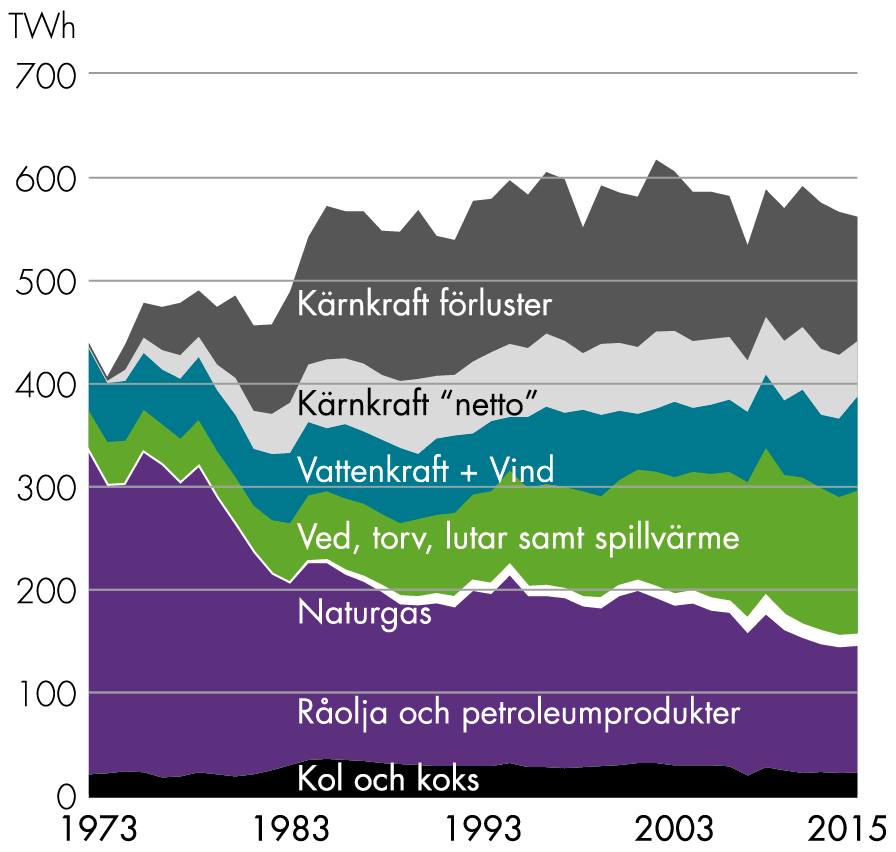 TWh
700
600
500
Kärnkraft förluster
400
Kärnkraft “netto”
Vattenkraft + Vind
300
Ved, torv, lutar samt spillvärme
200
Naturgas
100
Råolja och petroleumprodukter
Kol och koks
0
1973 1983 1993 2003 2015